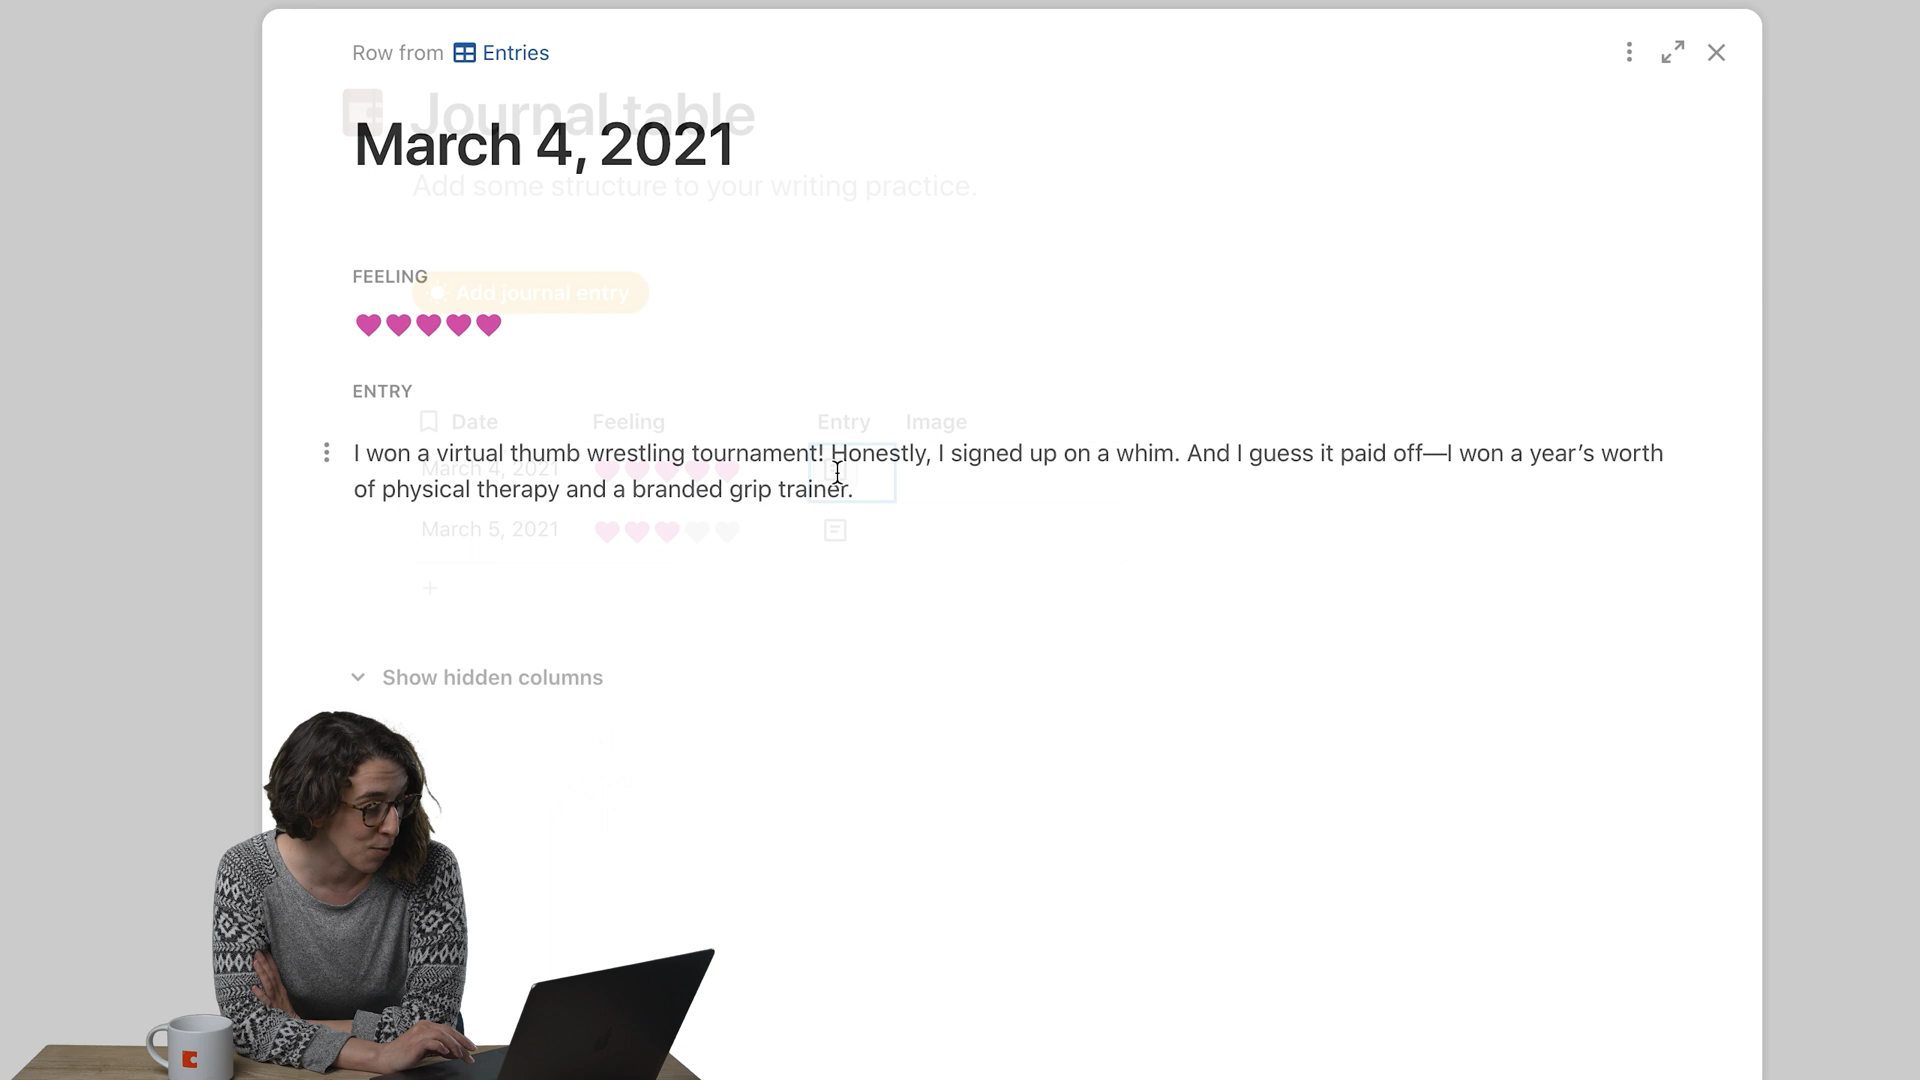 Row from Entries
Journal table
March 4, 2021
Add some structure to your writing practice.
FEELING
Add journal entry
ENTRY
Date Feeling Entry Image
I won a virtual thumb wrestling tournament! Honestly, I signed up on a whim. And I guess it paid off—I won a year’s worth
March 4, 2021
of physical therapy and a branded grip trainer.
March 5, 2021
+
Show hidden columns